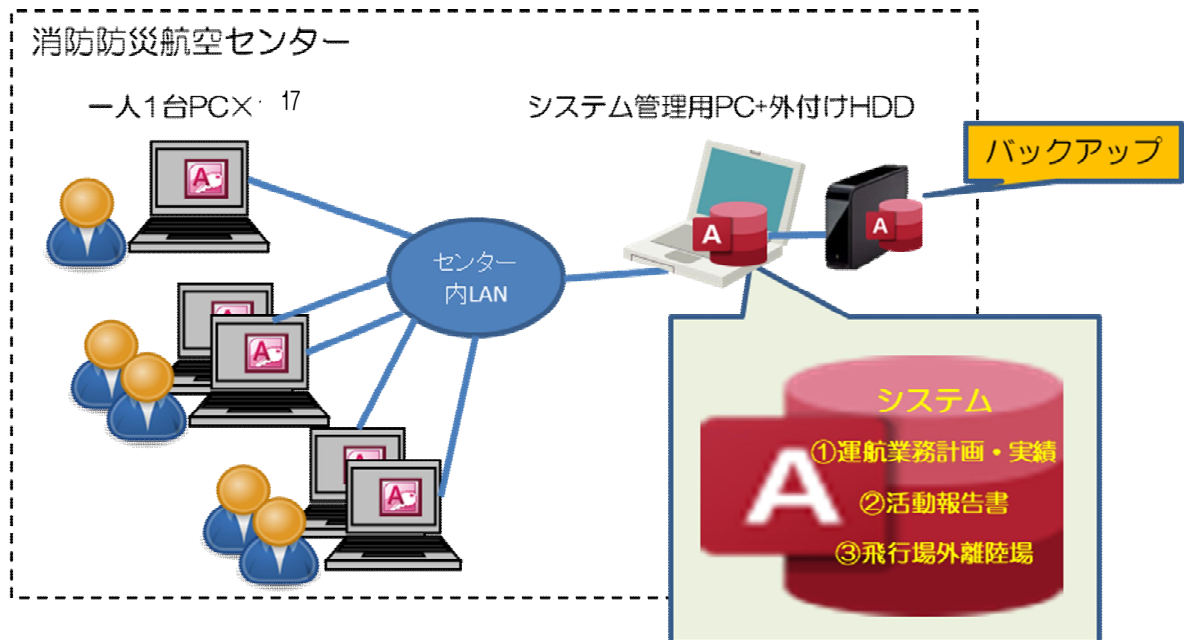 消防防災航空センター
一人1台PC×・17
システム管理用PC+外付けHDD
バックアップ
A
A
A
A
A
A
A
センター
内LAN
A
システム
①運航業務計画・実績
②活動報告書
③飛行場外離陸場